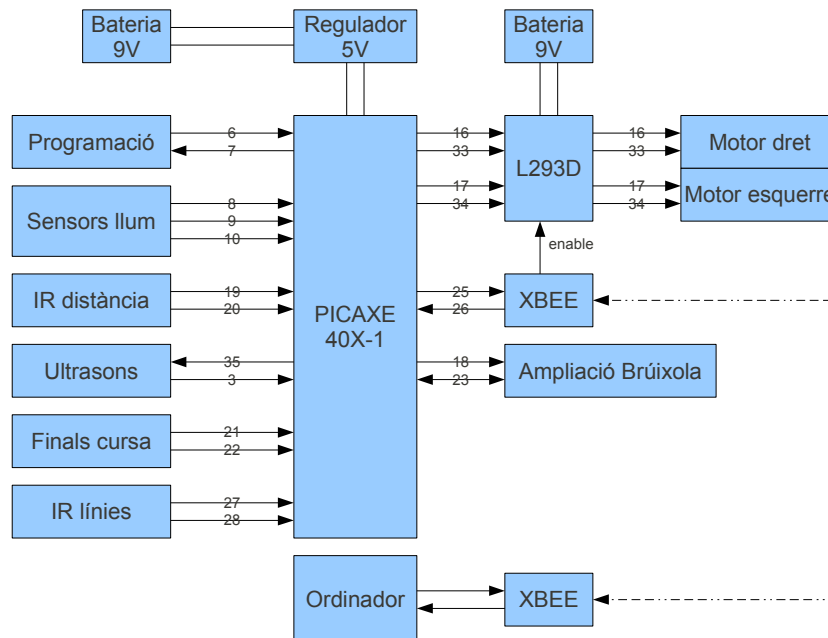 Bateria
9V
Regulador
5V
Bateria
9V
Programació
6
7
Sensors llum
8
9
10
IR distància
19
20
Ultrasons
35
3
Finals cursa
21
22
IR línies
27
28
PICAXE
40X-1
16
33
17
34
L293D
16
33
17
34
Motor dret
Motor esquerre
enable
25
26
XBEE
18
23
Ampliació Brúixola
Ordinador
XBEE